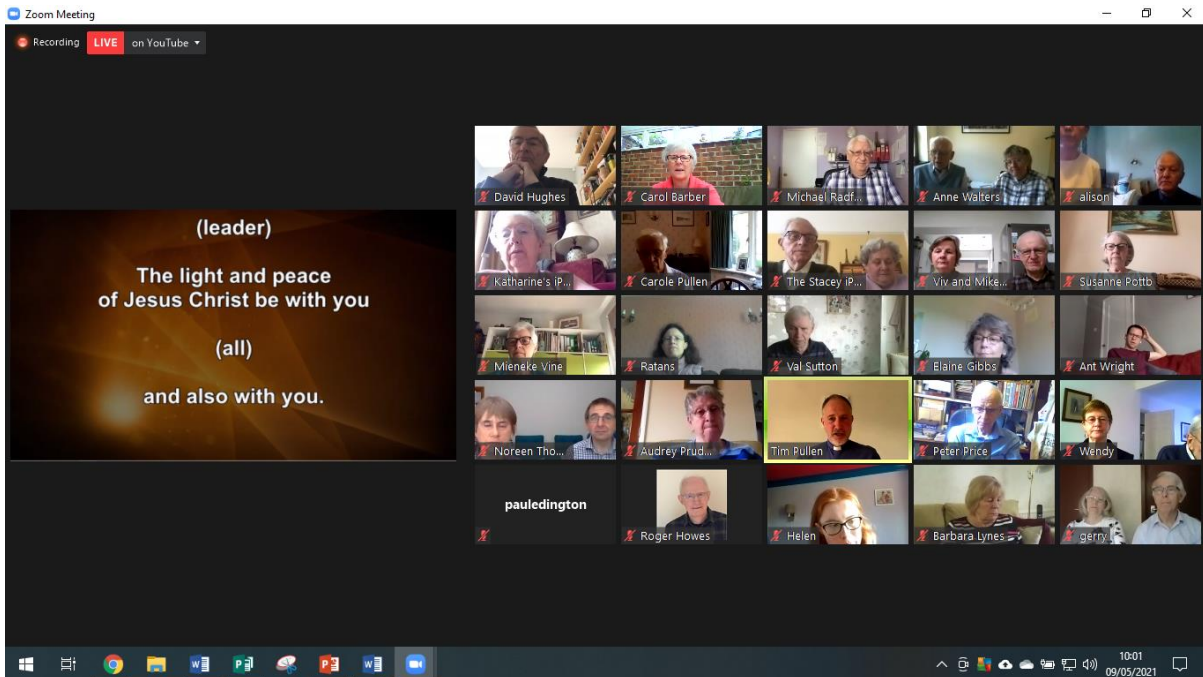 Zoom Meeting
Recording
LIVE on YouTube
(leader)
The light and peace
of Jesus Christ be with you
(all)
and also with you.
David Hughes
Carol Barber
Michael Radf...
Anne Walters
alison
Katharine's iP...
Carole Pullen
The Stacey iP...
Viv and Mike...
Susanne Pottb
Mieneke Vine
Ratans
Val Sutton
Elaine Gibbs
Ant Wright
Noreen Tho...
Audrey Prud...
Tim Pullen
Peter Price
Wendy
pauledington
Roger Howes
Helen
Barbara Lynes
gerry
10:01
09/05/2021